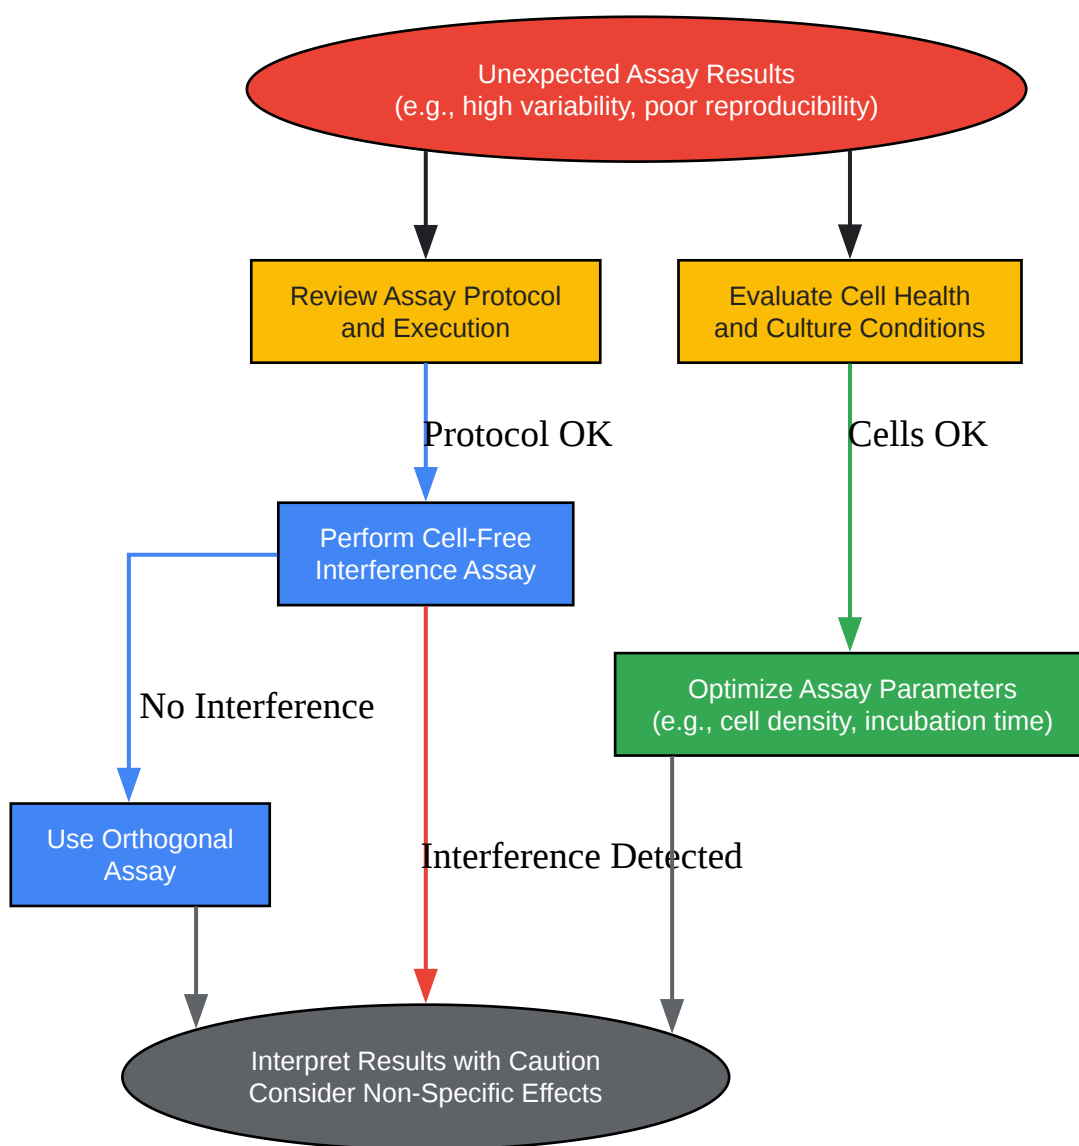 Unexpected Assay Results
(e.g., high variability, poor reproducibility)
Review Assay Protocol
and Execution
Evaluate Cell Health
and Culture Conditions
Protocol OK
Cells OK
Perform Cell-Free
Interference Assay
No Interference
Optimize Assay Parameters
(e.g., cell density, incubation time)
Use Orthogonal
Assay
Interference Detected
Interpret Results with Caution
Consider Non-Specific Effects